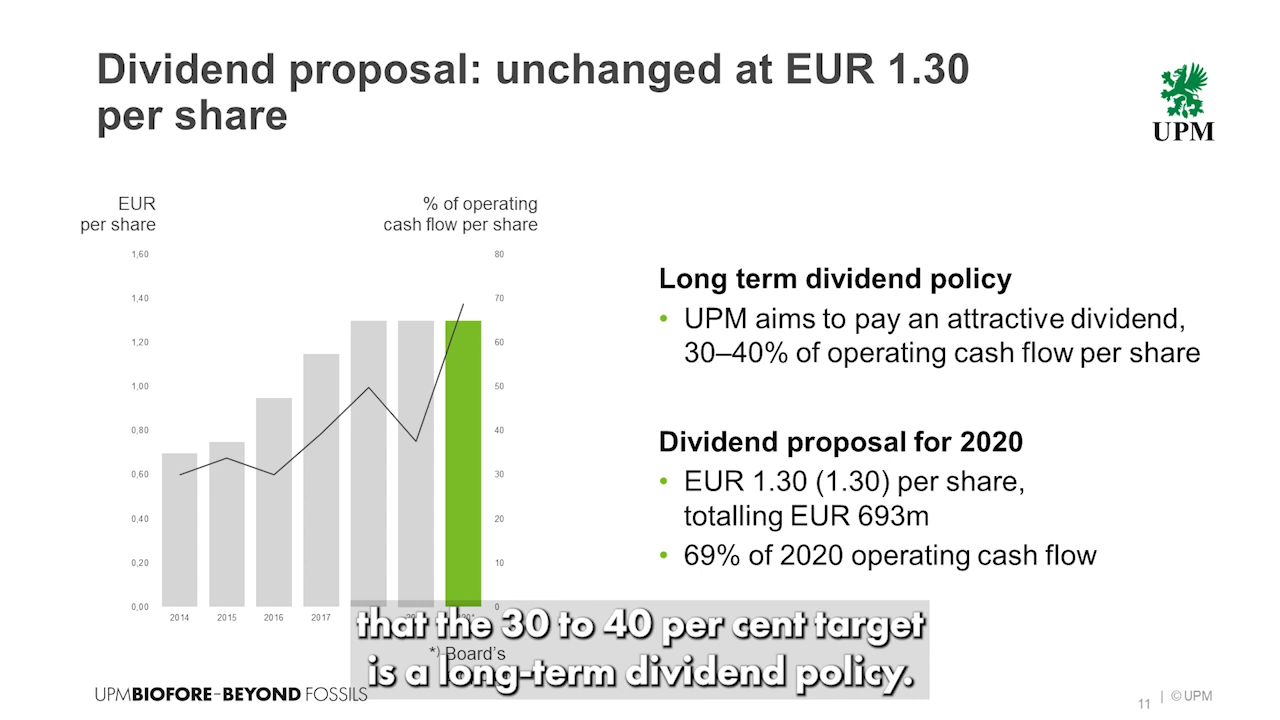 Dividend proposal: unchanged at EUR 1.30
per share
UPM
EUR
per share
% of operating
cash flow per share
1,60
1,40
1,20
1,00
0,80
0,60
0,40
0,20
0,00
80
70
60
50
40
30
20
10
0
2014
2015
2016
2017
Long term dividend policy
• UPM aims to pay an attractive dividend,
30–40% of operating cash flow per share
Dividend proposal for 2020
• EUR 1.30 (1.30) per share,
totalling EUR 693m
• 69% of 2020 operating cash flow
*) Board’s
that the 30 to 40 per cent target
is a long-term dividend policy.
UPM BIOFORE–BEYOND FOSSILS
11 | © UPM